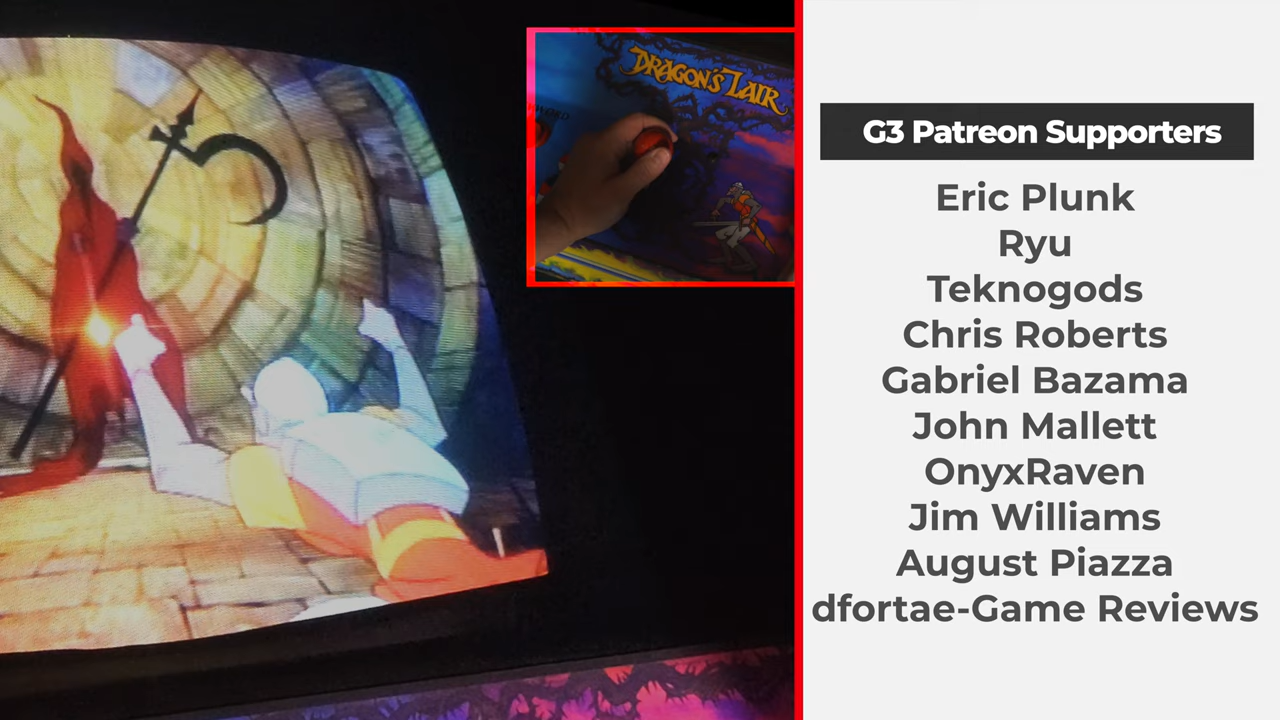 DRAGON'S LAIR
G3 Patreon Supporters
Eric Plunk
Ryu
Teknogods
Chris Roberts
Gabriel Bazama
John Mallett
OnyxRaven
Jim Williams
August Piazza
dfortae-Game Reviews